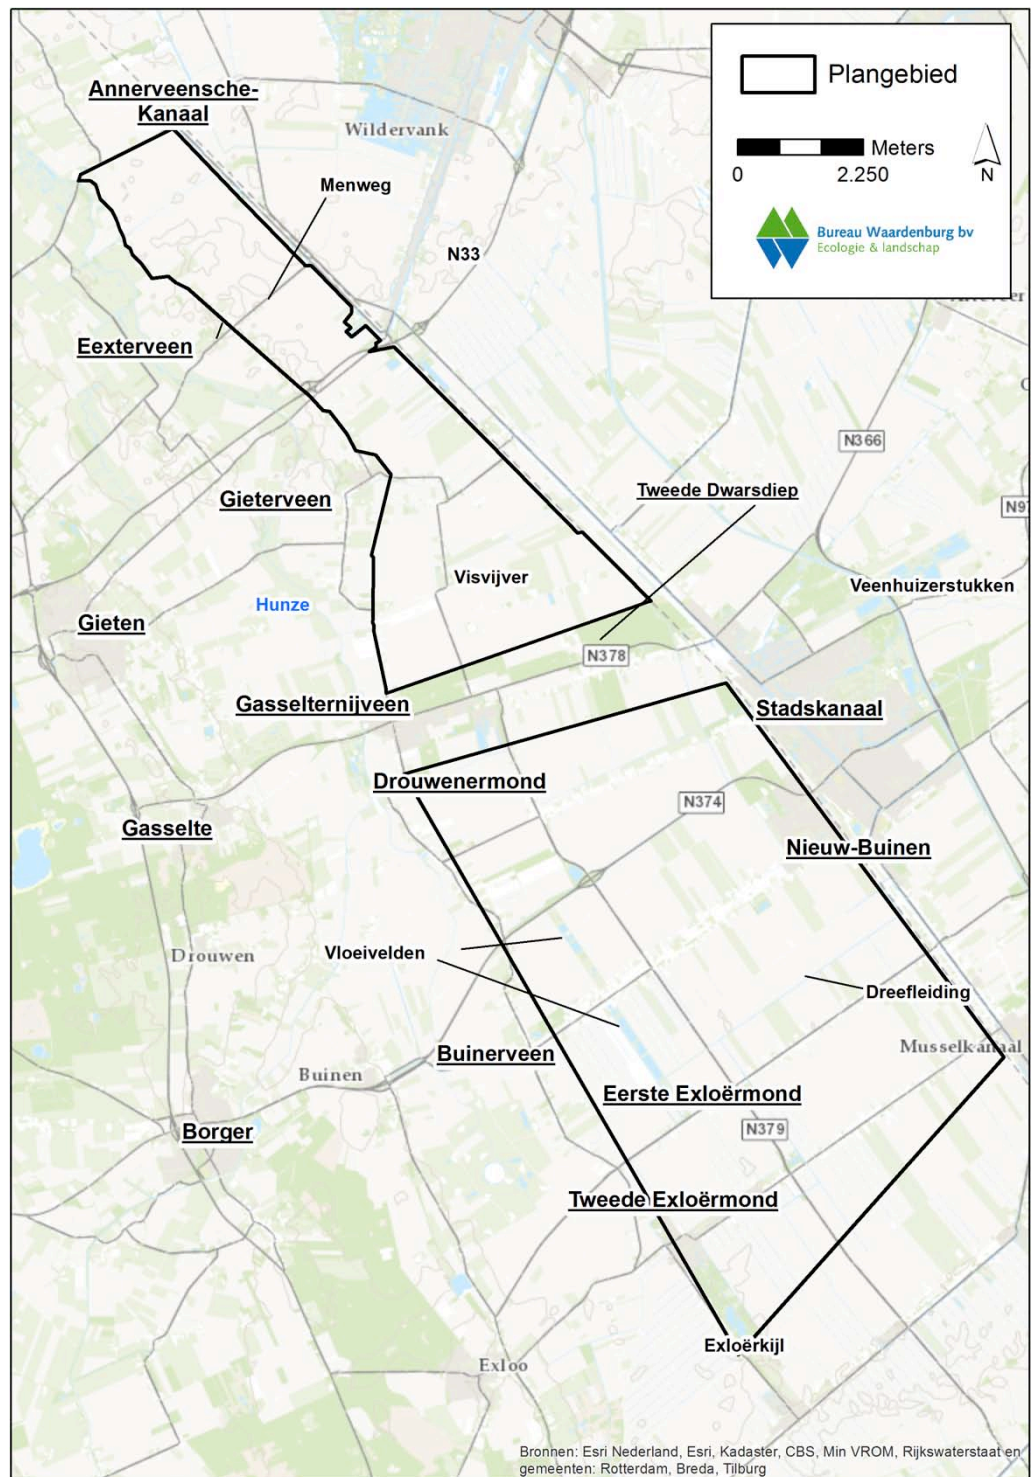 Annerveensche-
Kanaal
Wildervank
Menweg
N33
Eexterveen
Plangebied
Meters
0 2.250
N
Bureau Waardenburg bv
Ecologie & landschap
N366
Gieterveen
Tweede Dwarsdiep
N97
Visvijver
Veenhuizerstukken
Hunze
Gieten
N378
Gasselternijveen
Stadskanaal
Drouwenermond
N374
Gasselte
Nieuw-Buinen
Drouwen
Vloeivelden
Dreefleiding
Musselkanaal
Buinerveen
Buinen
Eerste Exloërmond
Borger
N379
Tweede Exloërmond
Exloërkijl
Exloo
Bronnen: Esri Nederland, Esri, Kadaster, CBS, Min VROM, Rijkswaterstaat en
gemeenten: Rotterdam, Breda, Tilburg